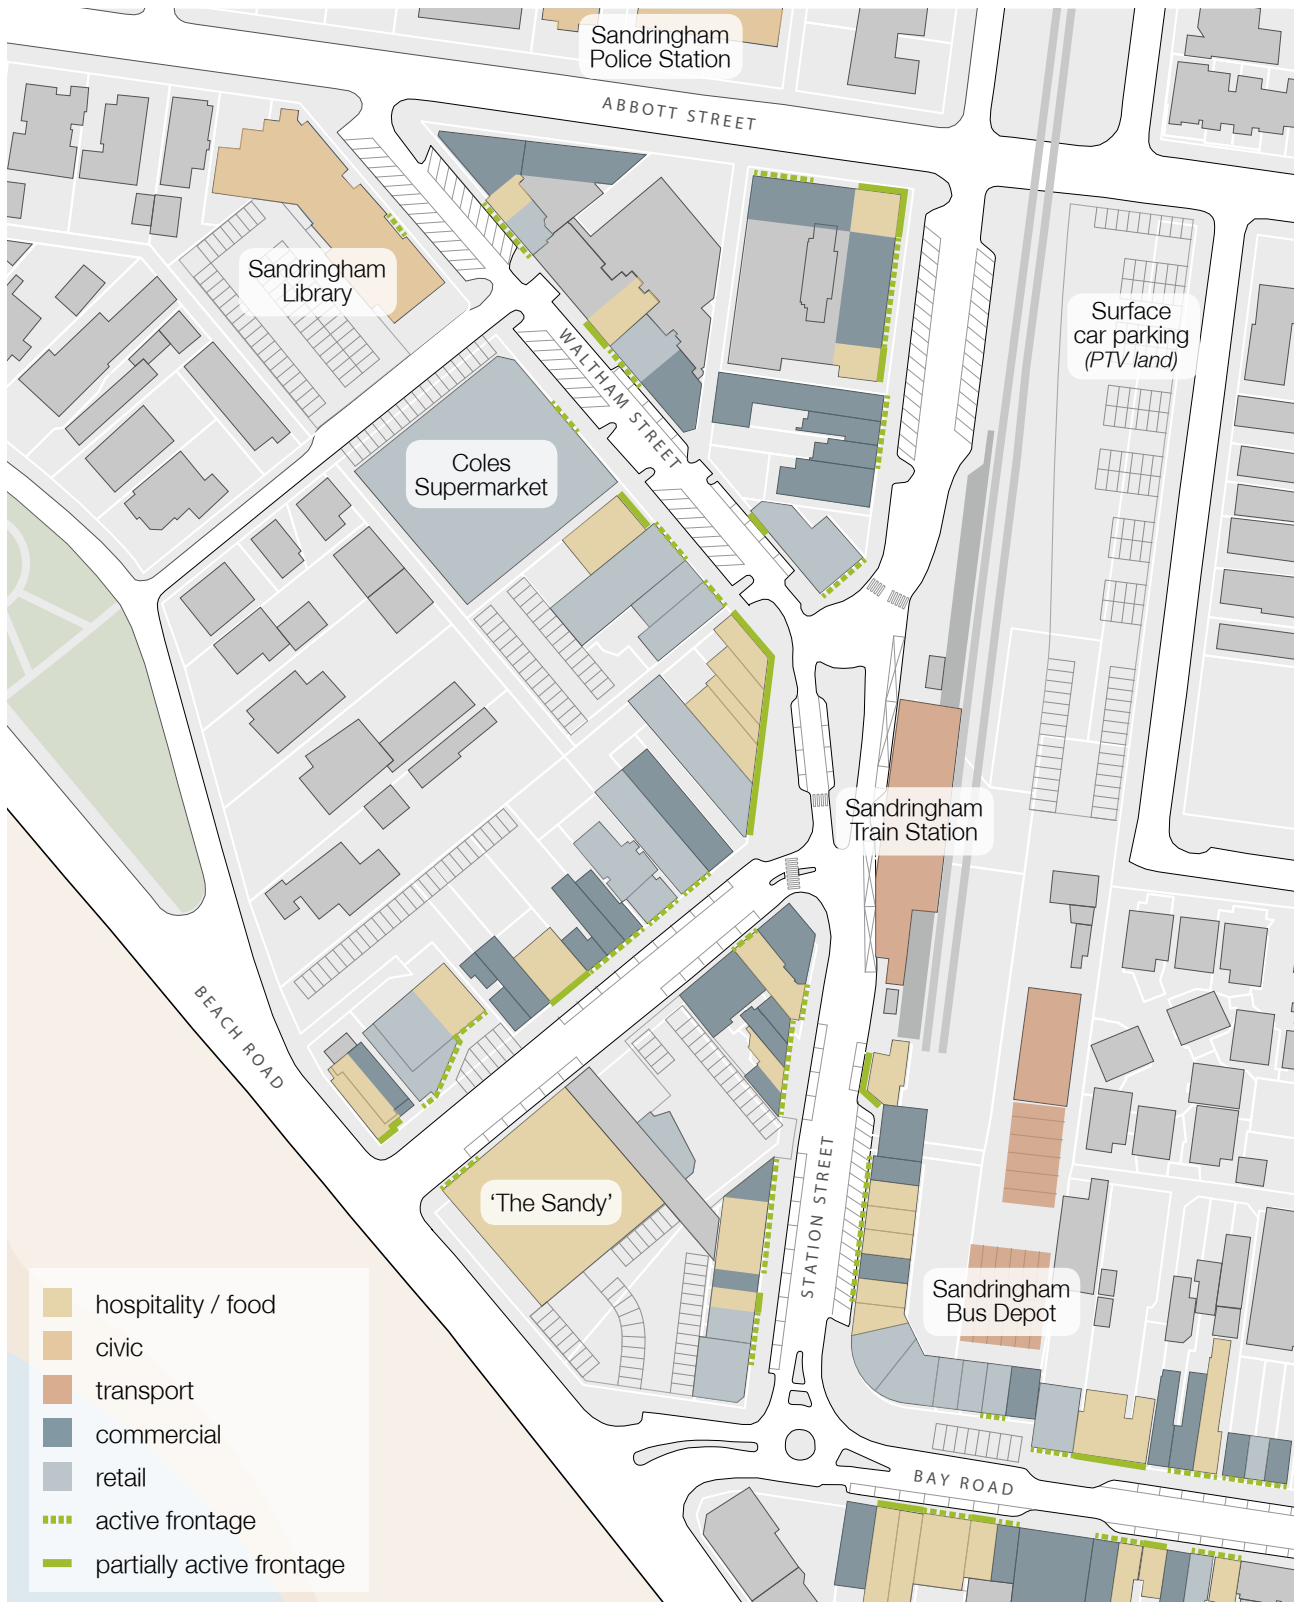 Sandringham
Police Station
ABBOTT STREET
Sandringham
Library
Surface
car parking
(PTV land)
WALTHAM STREET
Coles
Supermarket
Sandringham
Train Station
BEACH ROAD
'The Sandy'
STATION STREET
Sandringham
Bus Depot
hospitality / food
civic
transport
commercial
retail
active frontage
partially active frontage
BAY ROAD